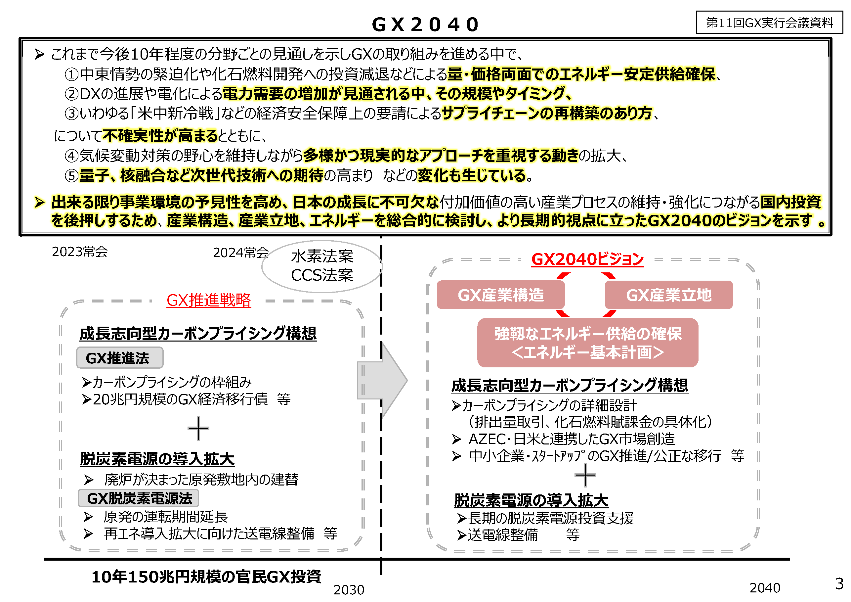 GX2040
第11回GX実行会議資料
➢ これまで今後10年程度の分野ごとの見通しを示しGXの取り組みを進める中で、
①中東情勢の緊迫化や化石燃料開発への投資減退などによる量・価格両面でのエネルギー安定供給確保、
②DXの進展や電化による電力需要の増加が見通される中、その規模やタイミング、
③いわゆる「米中新冷戦」などの経済安全保障上の要請によるサプライチェーンの再構築のあり方、
について不確実性が高まるとともに、
④気候変動対策の野心を維持しながら多様かつ現実的なアプローチを重視する動きの拡大、
⑤量子、核融合など次世代技術への期待の高まり などの変化も生じている。
➢ 出来る限り事業環境の予見性を高め、日本の成長に不可欠な付加価値の高い産業プロセスの維持・強化につながる国内投資
を後押しするため、産業構造、産業立地、エネルギーを総合的に検討し、より長期的視点に立ったGX2040のビジョンを示す 。
2023常会
2024常会
水素法案
CCS法案
GX推進戦略
成長志向型カーボンプライシング構想
GX推進法
➢カーボンプライシングの枠組み
➢20兆円規模のGX経済移行債 等
＋
脱炭素電源の導入拡大
➢ 廃炉が決まった原発敷地内の建替
GX脱炭素電源法
➢ 原発の運転期間延長
➢ 再エネ導入拡大に向けた送電線整備 等
GX2040ビジョン
GX産業構造
GX産業立地
強靱なエネルギー供給の確保
＜エネルギー基本計画＞
成長志向型カーボンプライシング構想
➢カーボンプライシングの詳細設計
（排出量取引、化石燃料賦課金の具体化）
➢ AZEC・日米と連携したGX市場創造
➢ 中小企業・ｽﾀｰﾄｱｯﾌﾟのGX推進/公正な移行 等
＋
脱炭素電源の導入拡大
➢長期の脱炭素電源投資支援
➢送電線整備 等
10年150兆円規模の官民GX投資
2030
2040
3